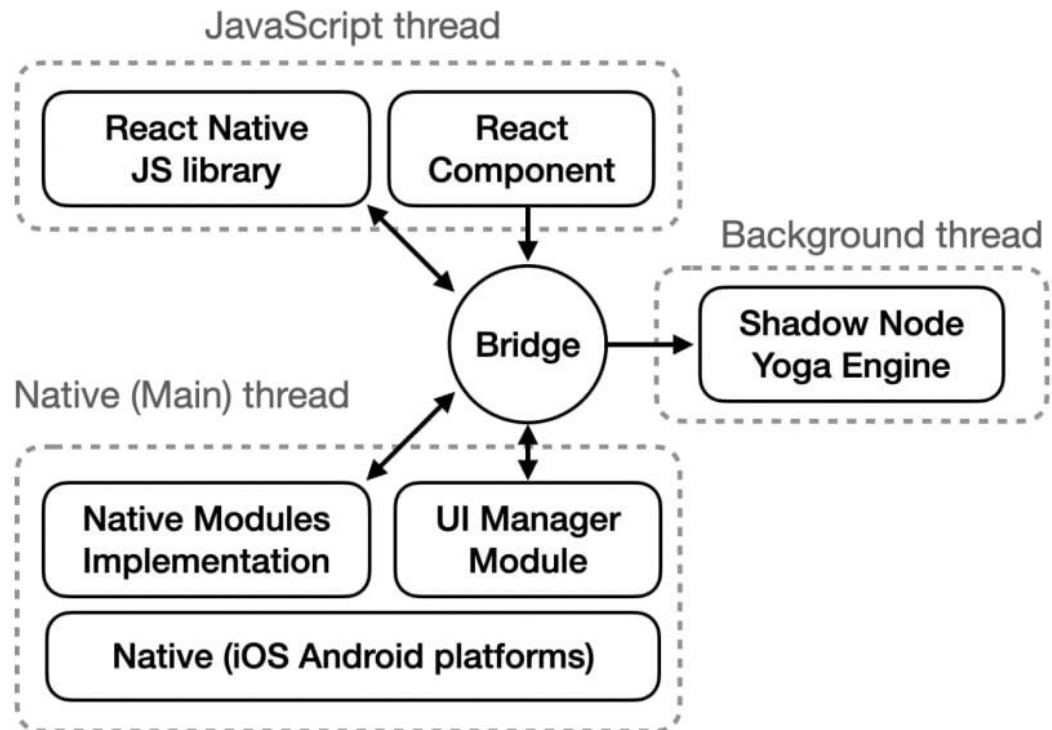 JavaScript thread
React Native
JS library
React
Component
Background thread
Bridge
Shadow Node
Yoga Engine
Native (Main) thread
Native Modules
Implementation
UI Manager
Module
Native (iOS Android platforms)